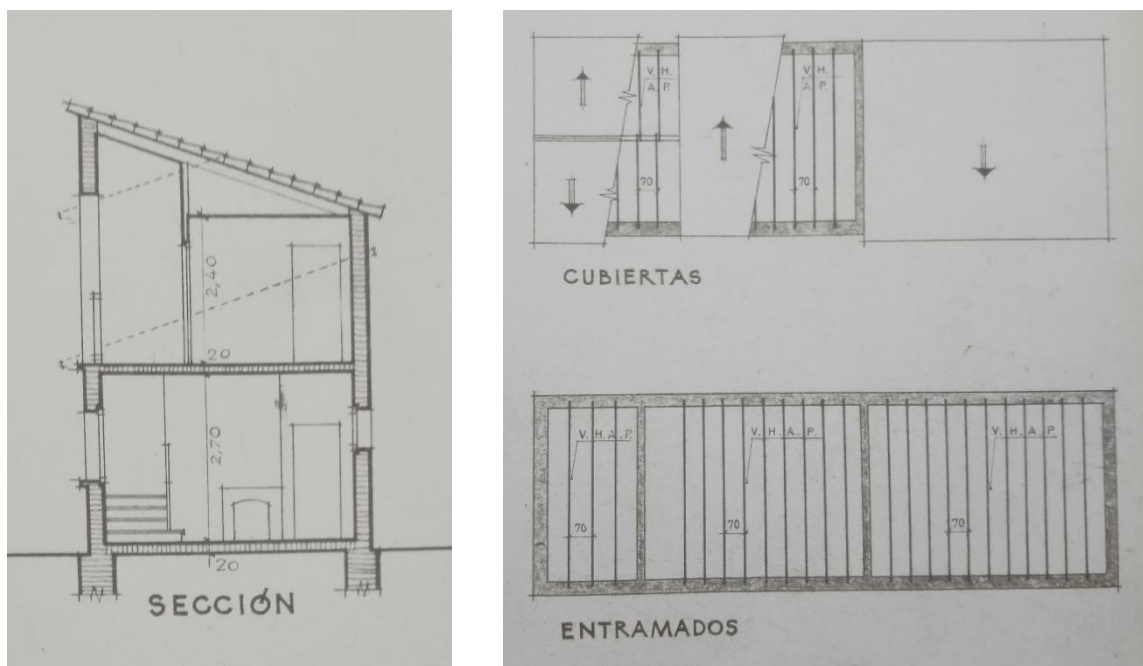 2,40
20
2,70
20
SECCIÓN
V. H.
A. P.
70
V. H.
A. P.
70
CUBIERTAS
V. H. A. P.
70
V. H. A. P.
70
V. H. A. P.
70
ENTRAMADOS